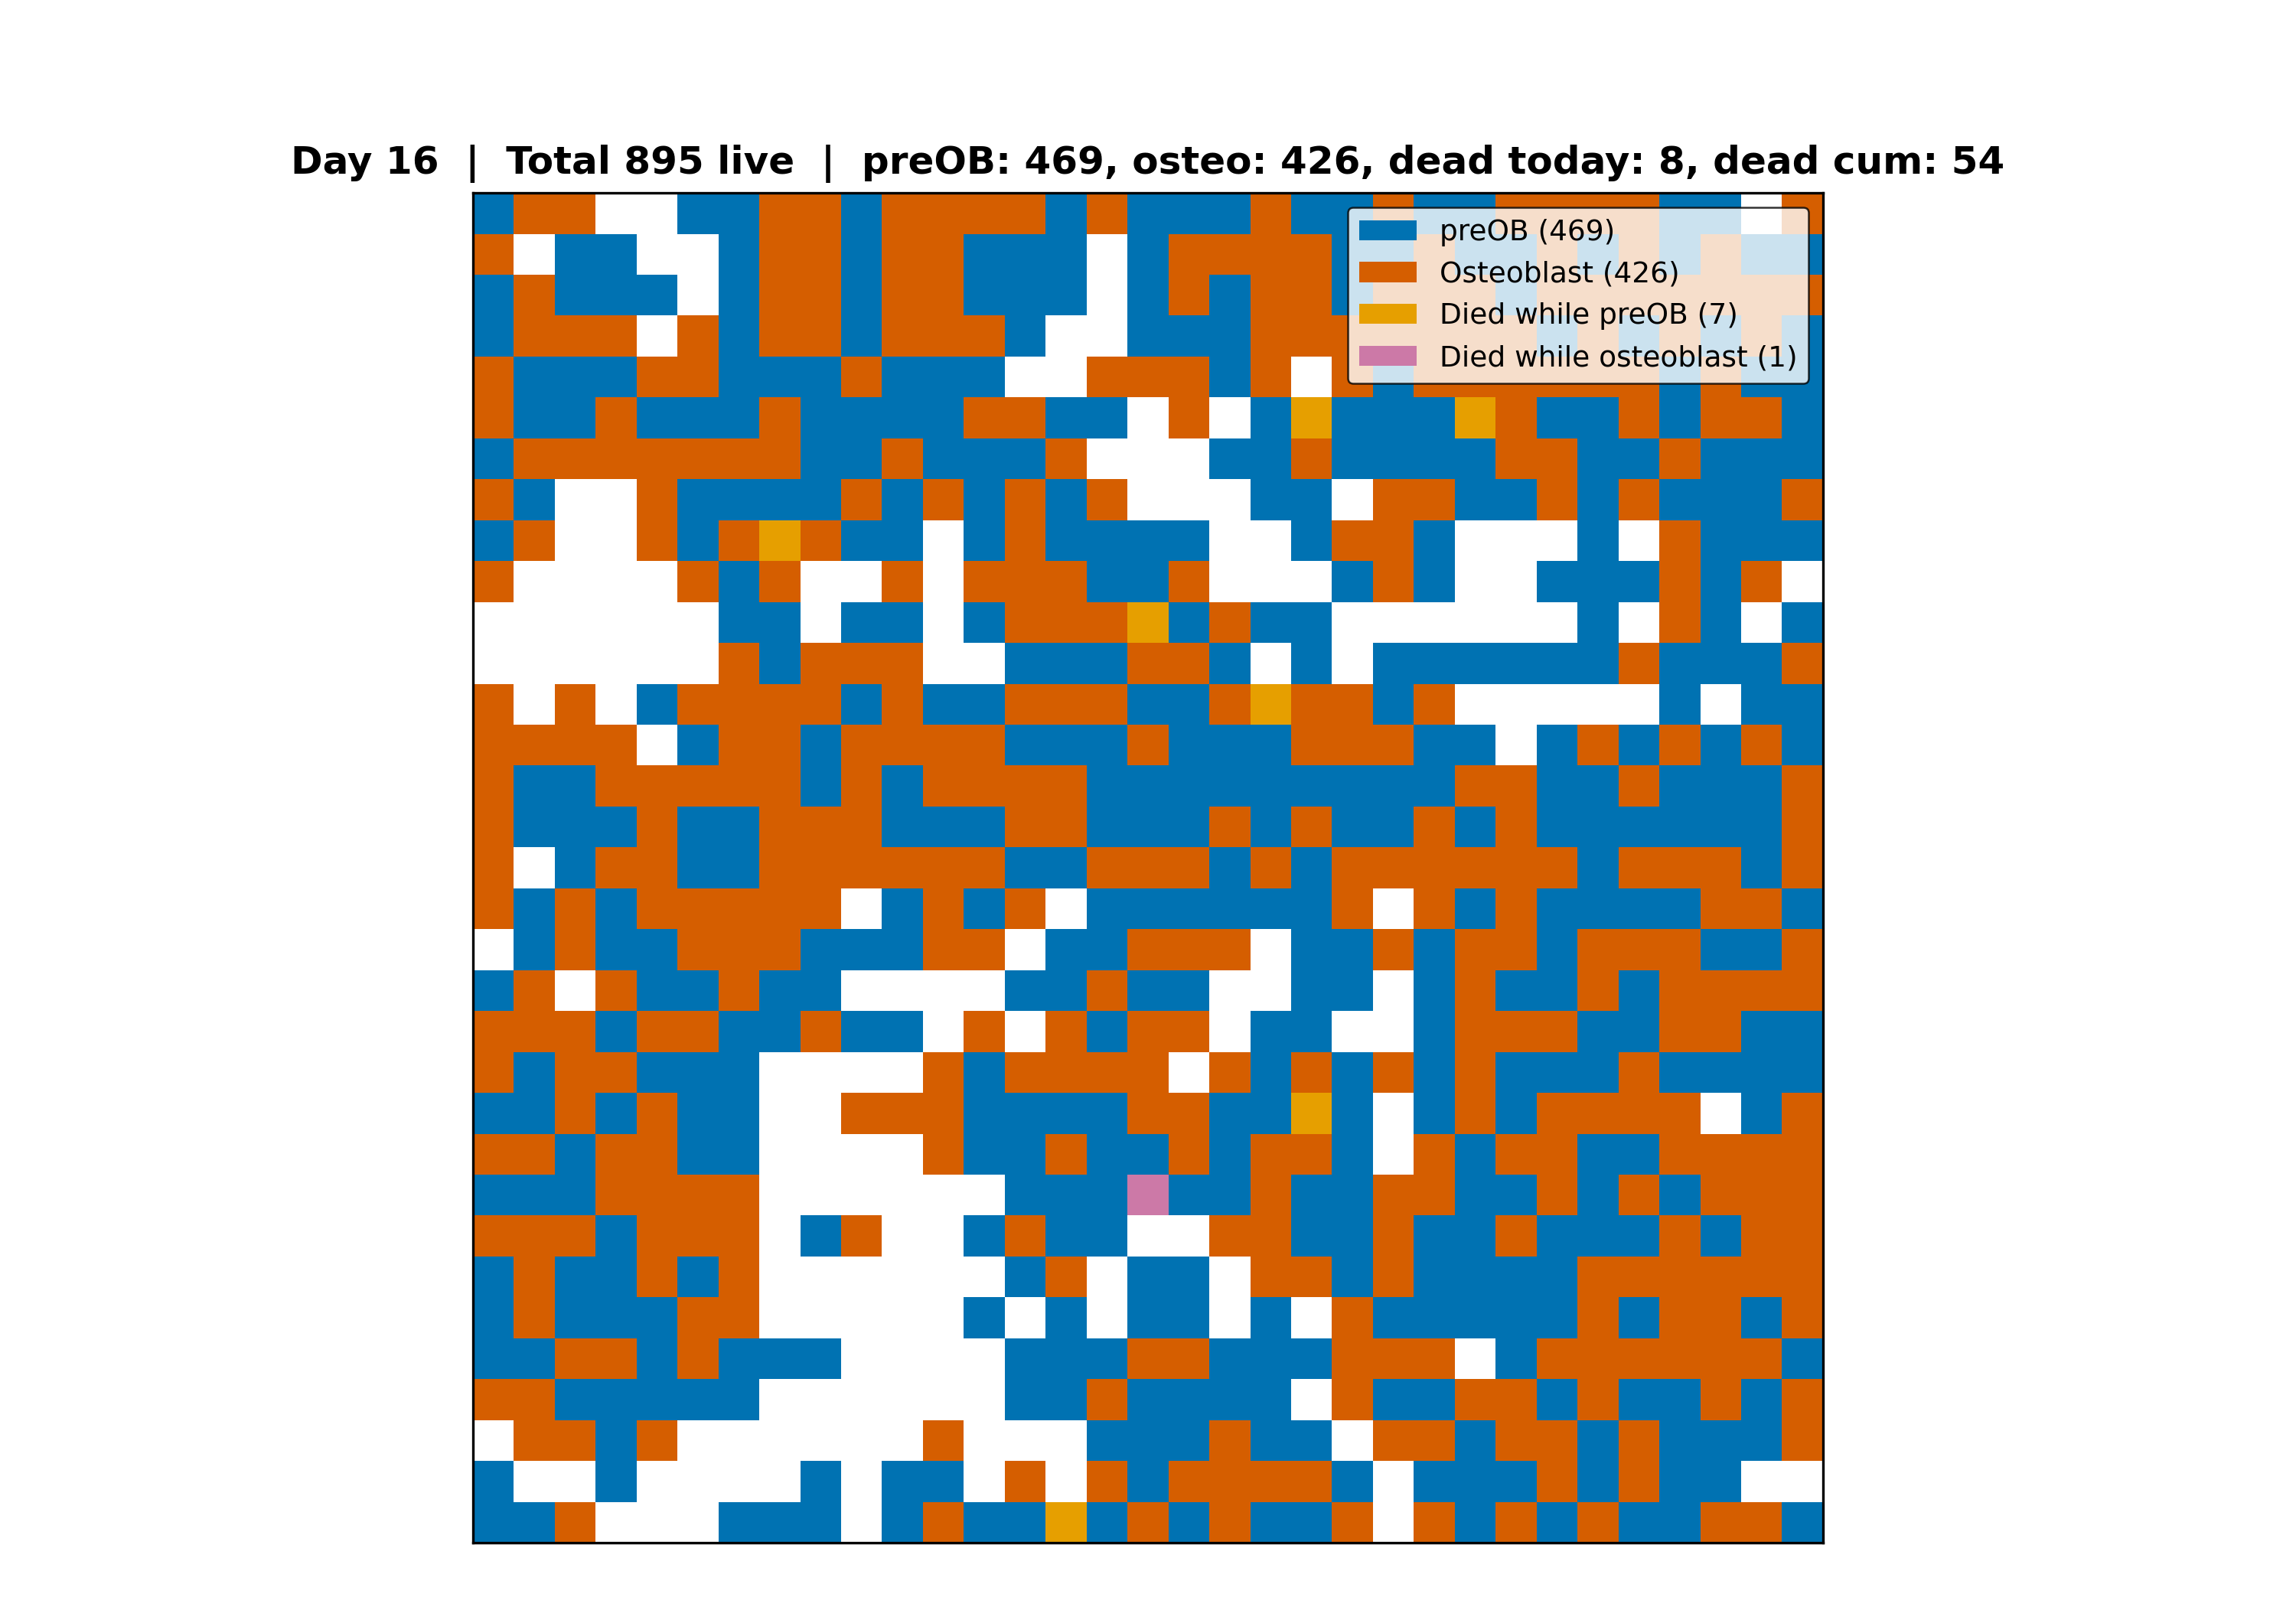 Day 16 | Total 895 live | preOB: 469, osteo: 426, dead today: 8, dead cum: 54
preOB (469)
Osteoblast (426)
Died while preOB (7)
Died while osteoblast (1)